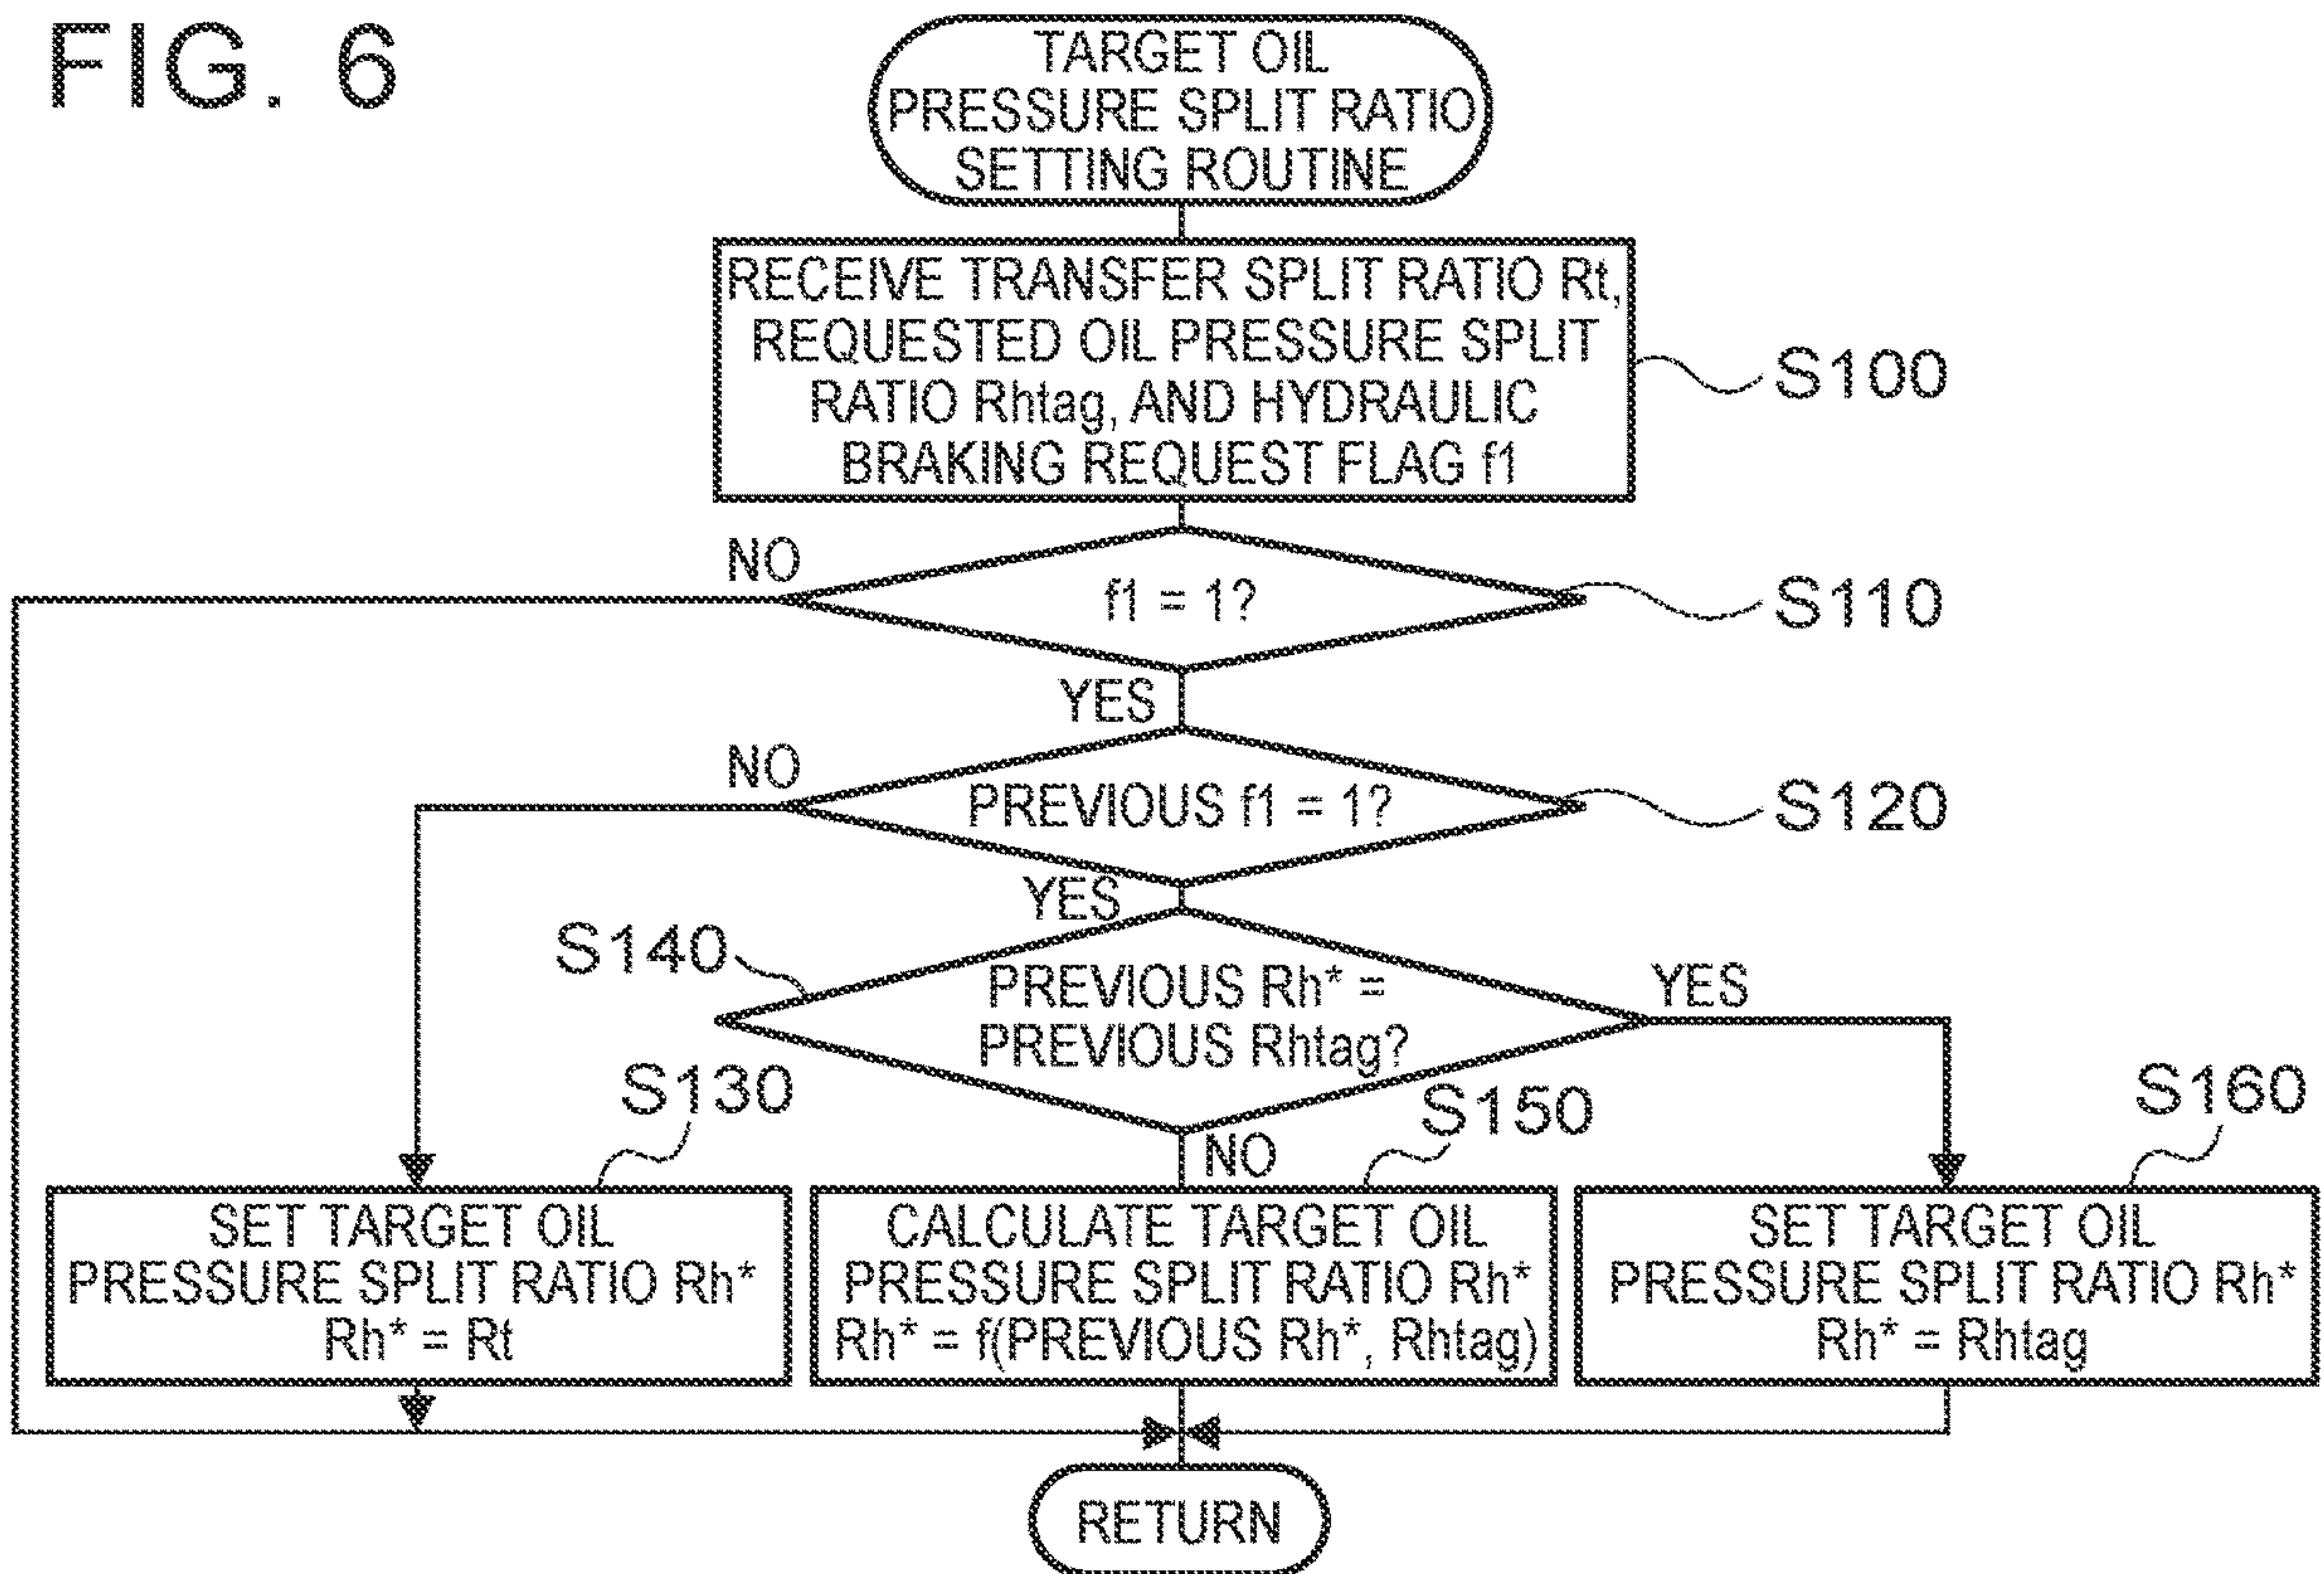 FIG. 6
TARGET OIL
PRESSURE SPLIT RATIO
SETTING ROUTINE
RECEIVE TRANSFER SPLIT RATIO Rt,
REQUESTED OIL PRESSURE SPLIT
RATIO Rhtag, AND HYDRAULIC
BRAKING REQUEST FLAG f1
S100
NO
f1 = 1?
S110
YES
NO
PREVIOUS f1 = 1?
S120
YES
S140
PREVIOUS Rh* =
PREVIOUS Rhtag?
YES
S130
S150
S160
NO
SET TARGET OIL
PRESSURE SPLIT RATIO Rh*
Rh* = Rt
CALCULATE TARGET OIL
PRESSURE SPLIT RATIO Rh*
Rh* = f(PREVIOUS Rh*, Rhtag)
SET TARGET OIL
PRESSURE SPLIT RATIO Rh*
Rh* = Rhtag
RETURN